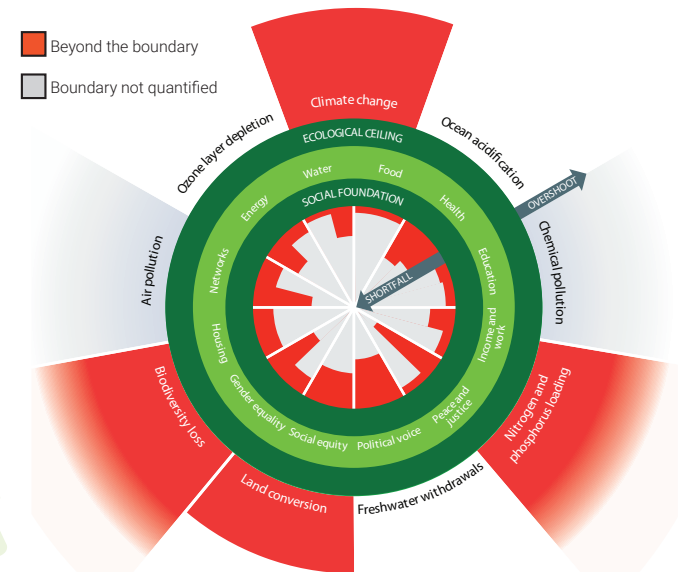 Beyond the boundary
Boundary not quantified
Climate change
Ozone layer depletion
ECOLOGICAL CEILING
Ocean acidification
Water
Food
Energy
SOCIAL FOUNDATION
Health
OVERSHOOT
Air pollution
Networks
Education
Chemical pollution
SHORTFALL
Housing
Income and
work
Biodiversity loss
Gender equality
Social equity
Political voice
Peace and
justice
Nitrogen and
phosphorus loading
Land conversion
Freshwater withdrawals